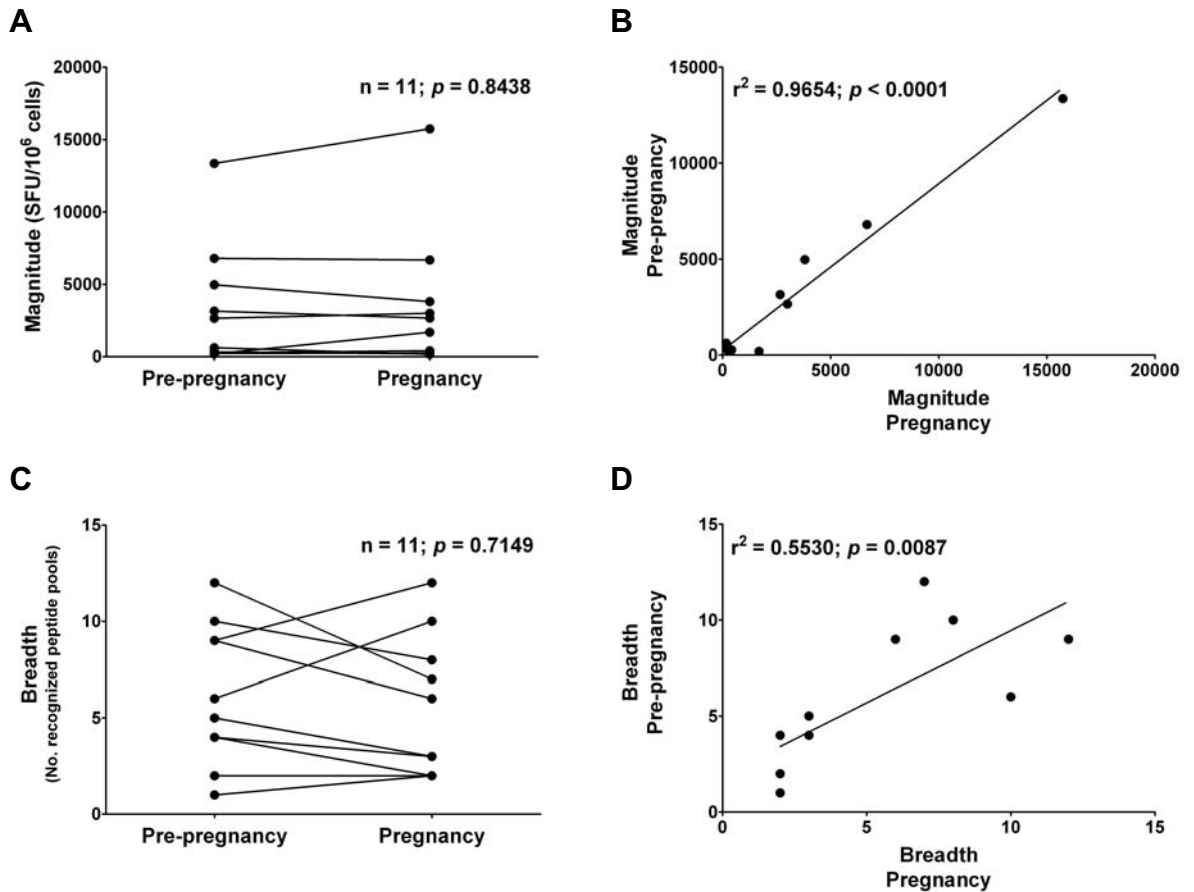 A
20000
15000
10000
5000
0
Magnitude (SFU/10⁶ cells)
n = 11; p = 0.8438
Pre-pregnancy
Pregnancy
B
15000
10000
5000
0
Magnitude
Pre-pregnancy
r² = 0.9654; p < 0.0001
0 5000 10000 15000 20000
Magnitude
Pregnancy
C
15
10
5
0
Breadth
(No. recognized peptide pools)
n = 11; p = 0.7149
Pre-pregnancy
Pregnancy
D
15
10
5
0
Breadth
Pre-pregnancy
r² = 0.5530; p = 0.0087
0 5 10 15
Breadth
Pregnancy